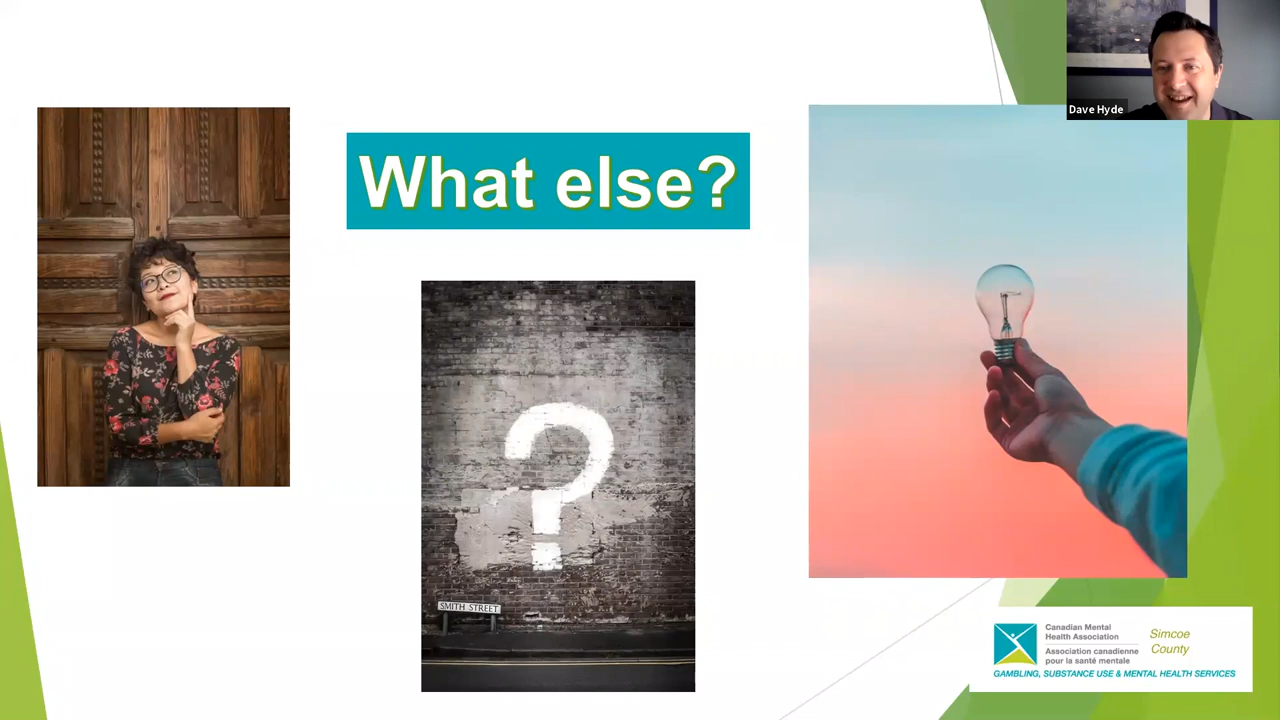 Dave Hyde
What else?
?
SMITH STREET
Canadian Mental
Health Association
Association canadienne
pour la santé mentale
Simcoe
County
GAMBLING, SUBSTANCE USE & MENTAL HEALTH SERVICES